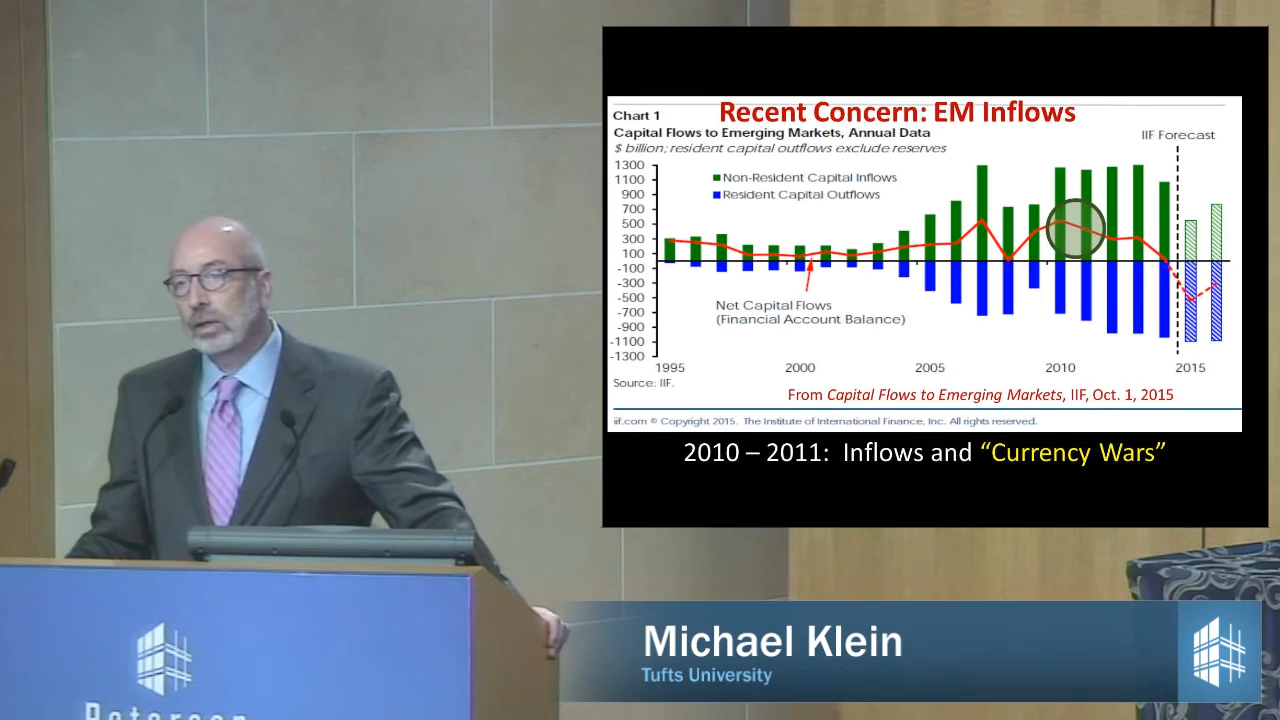 Recent Concern: EM Inflows
Chart 1
Capital Flows to Emerging Markets, Annual Data
$ billion; resident capital outflows exclude reserves
IIF Forecast
1300
1100
900
700
500
300
100
-100
-300
-500
-700
-900
-1100
-1300
Non-Resident Capital Inflows
Resident Capital Outflows
Net Capital Flows
(Financial Account Balance)
1995 2000 2005 2010 2015
Source: IIF.
From Capital Flows to Emerging Markets, IIF, Oct. 1, 2015
iif.com © Copyright 2015. The Institute of International Finance, Inc. All rights reserved.
2010 – 2011: Inflows and “Currency Wars”
Michael Klein
Tufts University